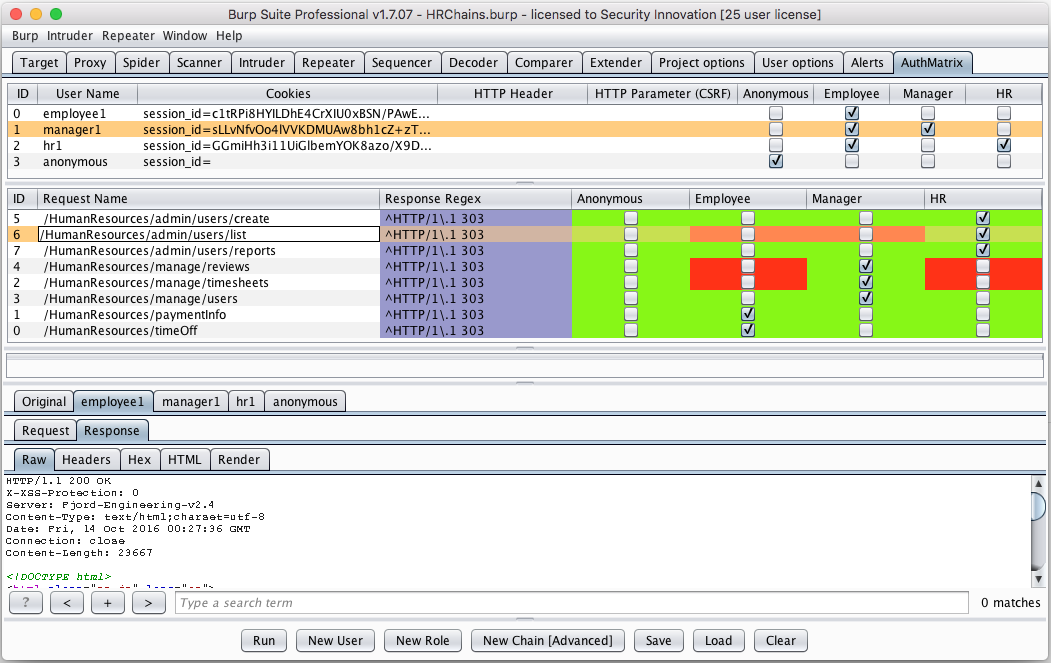 Burp Suite Professional v1.7.07 - HRChains.burp - licensed to Security Innovation [25 user license]
Burp Intruder Repeater Window Help
Target Proxy Spider Scanner Intruder Repeater Sequencer Decoder Comparer Extender Project options User options Alerts AuthMatrix
ID User Name Cookies HTTP Header HTTP Parameter (CSRF) Anonymous Employee Manager HR
0 employee1 session_id=c1tRPi8HYILDhE4CrXIU0xBSN/PAwE...
1 manager1 session_id=sLLvNfvOo4IVVKDMUAw8bh1cZ+zT...
2 hr1 session_id=GGmiHh3i11UiGIbemYOK8azo/X9D...
3 anonymous session_id=
ID Request Name Response Regex Anonymous Employee Manager HR
5 /HumanResources/admin/users/create ^HTTP/1\.1 303
6 /HumanResources/admin/users/list ^HTTP/1\.1 303
7 /HumanResources/admin/users/reports ^HTTP/1\.1 303
4 /HumanResources/manage/reviews ^HTTP/1\.1 303
2 /HumanResources/manage/timesheets ^HTTP/1\.1 303
3 /HumanResources/manage/users ^HTTP/1\.1 303
1 /HumanResources/paymentInfo ^HTTP/1\.1 303
0 /HumanResources/timeOff ^HTTP/1\.1 303
Original employee1 manager1 hr1 anonymous
Request Response
Raw Headers Hex HTML Render
HTTP/1.1 200 OK
X-XSS-Protection: 0
Server: Fjord-Engineering-v2.4
Content-Type: text/html;charset=utf-8
Date: Fri, 14 Oct 2016 00:27:36 GMT
Connection: close
Content-Length: 23667
<!DOCTYPE html>
? < + > Type a search term 0 matches
Run New User New Role New Chain [Advanced] Save Load Clear